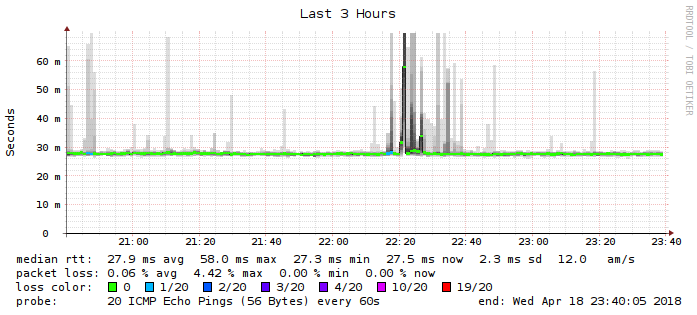 Last 3 Hours
RRDTOOL / TOBI OETIKER
Seconds
60 m
50 m
40 m
30 m
20 m
10 m
0
21:00 21:20 21:40 22:00 22:20 22:40 23:00 23:20 23:40
median rtt: 27.9 ms avg 58.0 ms max 27.3 ms min 27.5 ms now 2.3 ms sd 12.0 am/s
packet loss: 0.06 % avg 4.42 % max 0.00 % min 0.00 % now
loss color: 0 1/20 2/20 3/20 4/20 10/20 19/20
probe: 20 ICMP Echo Pings (56 Bytes) every 60s end: Wed Apr 18 23:40:05 2018